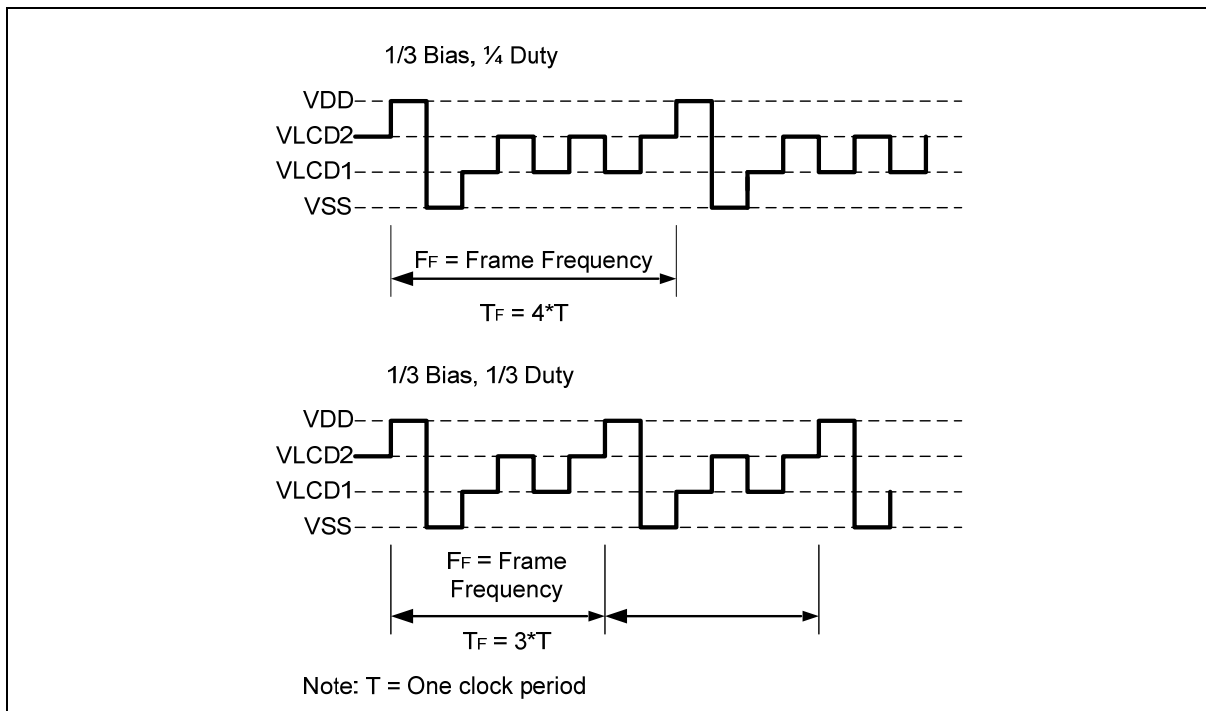 1/3 Bias, ¼ Duty
VDD
VLCD2
VLCD1
VSS
FF = Frame Frequency
TF = 4*T
1/3 Bias, 1/3 Duty
VDD
VLCD2
VLCD1
VSS
FF = Frame
Frequency
TF = 3*T
Note: T = One clock period